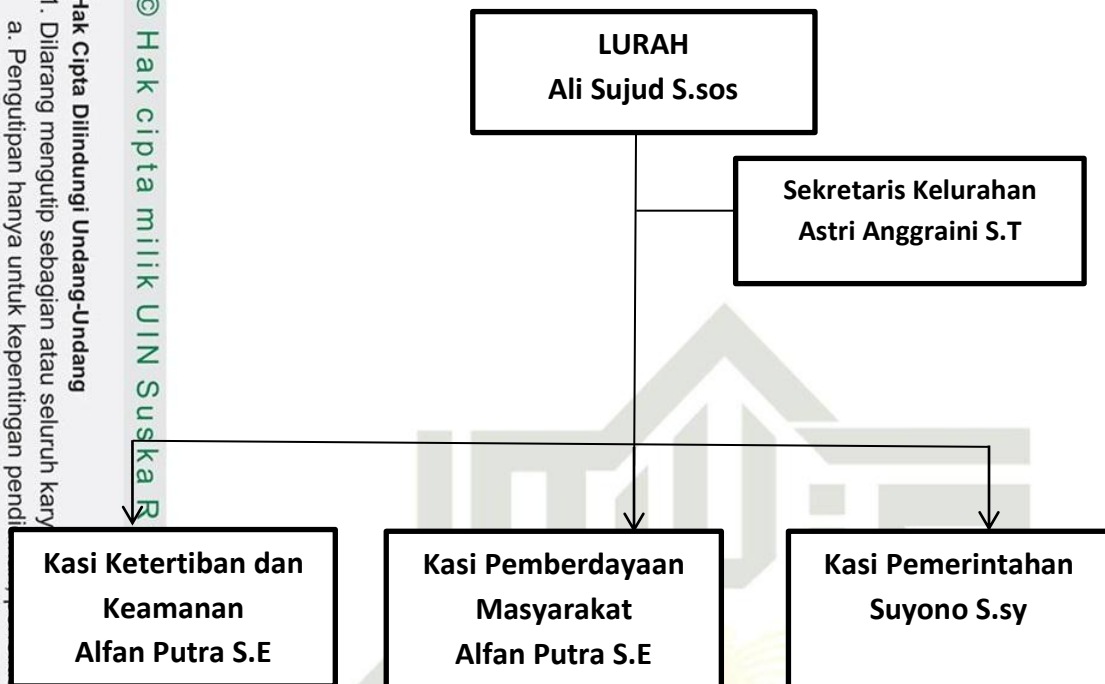 © Hak cipta milik UIN Suska R
Hak Cipta Dilindungi Undang-Undang
1. Dilarang mengutip sebagian atau seluruh kary
a. Pengutipan hanya untuk kepentingan pendi
LURAH
Ali Sujud S.sos
Sekretaris Kelurahan
Astri Anggraini S.T
Kasi Ketertiban dan
Keamanan
Alfan Putra S.E
Kasi Pemberdayaan
Masyarakat
Alfan Putra S.E
Kasi Pemerintahan
Suyono S.sy